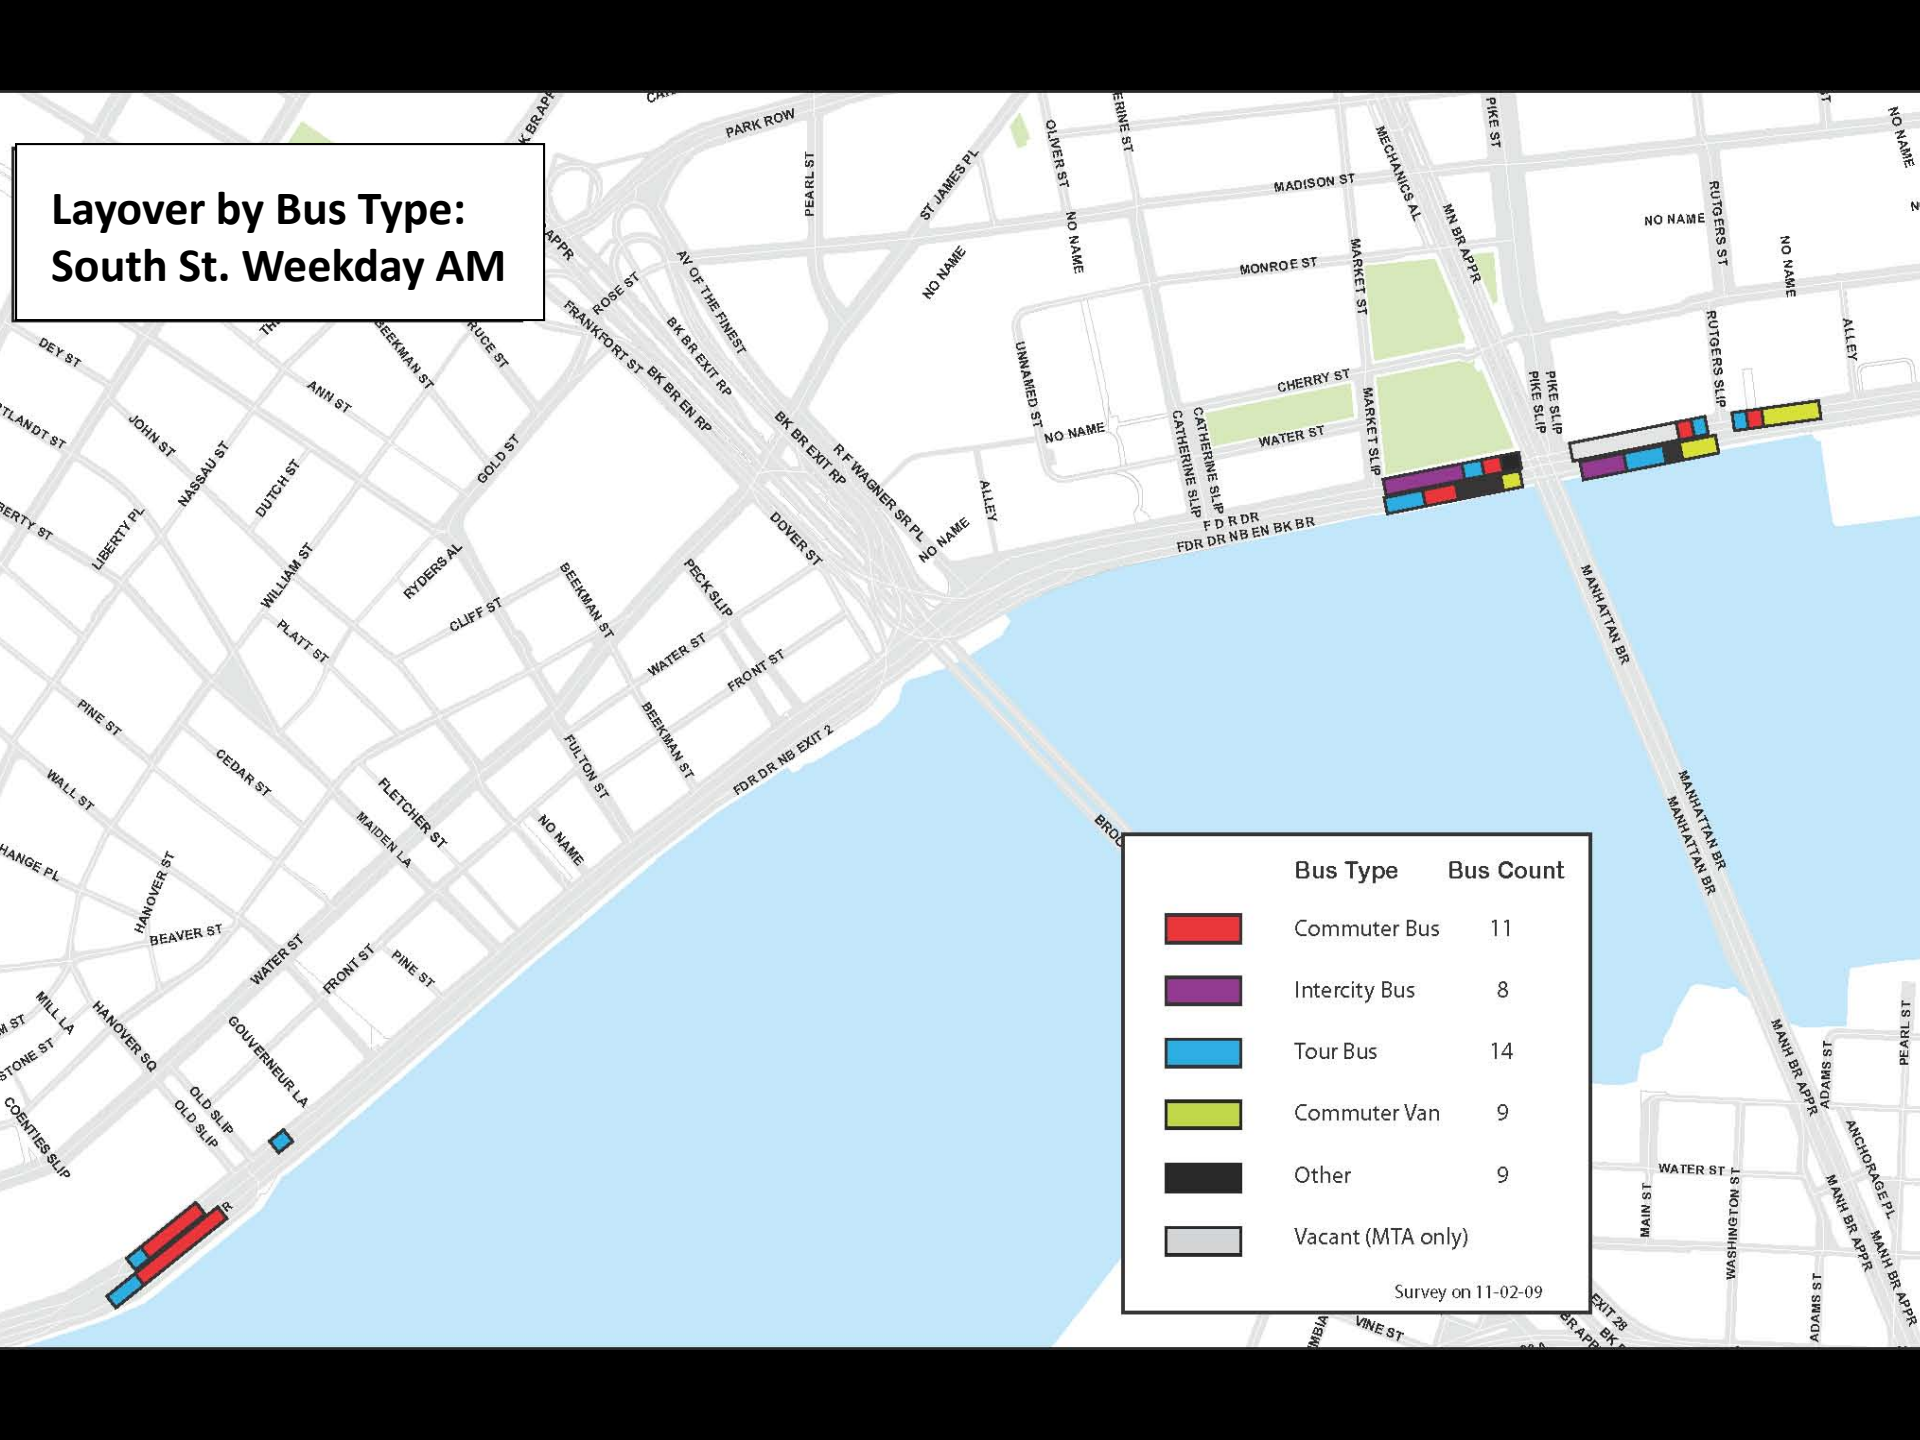 Layover by Bus Type:
South St. Weekday AM
PARK ROW
PEARL ST
ST JAMES PL
OLIVER ST
NO NAME
MADISON ST
MECHANICS AL
PIKE ST
MN BR APPR
NO NAME
RUTGERS ST
NO NAME
NO NAME
NO NAME
MONROE ST
MARKET ST
AV OF THE FINEST
ROSE ST
FRANKFORT ST
BK BR EXIT RP
BK BR EN RP
BEEKMAN ST
DEY ST
ANN ST
JOHN ST
NASSAU ST
DUTCH ST
GOLD ST
LIBERTY PL
WILLIAM ST
RYDERS AL
PLATT ST
CLIFF ST
BEEKMAN ST
PECK SLIP
DOVER ST
BK BR EXIT RP
R F WAGNER SR PL
NO NAME
ALLEY
UNNAMED ST
NO NAME
CATHERINE SLIP
CATHERINE SLIP
CHERRY ST
WATER ST
MARKET SLIP
PIKE SLIP
PIKE SLIP
RUTGERS SLIP
ALLEY
F D R DR
FDR DR NB EN BK BR
WATER ST
FRONT ST
BEEKMAN ST
FULTON ST
FDR DR NB EXIT 2
PINE ST
WALL ST
CEDAR ST
FLETCHER ST
MAIDEN LA
NO NAME
HANOVER ST
BEAVER ST
WATER ST
FRONT ST
PINE ST
MILL LA
STONE ST
HANOVER SQ
GOUVERNEUR LA
OLD SLIP
OLD SLIP
COENTIES SLIP
MANHATTAN BR
MANHATTAN BR
MANHATTAN BR
MANH BR APPR
ADAMS ST
PEARL ST
ANCHORAGE PL
WATER ST
MAIN ST
WASHINGTON ST
MANH BR APPR
MANH BR APPR
ADAMS ST
VINE ST
EXIT 28
Bus Type Bus Count
Commuter Bus 11
Intercity Bus 8
Tour Bus 14
Commuter Van 9
Other 9
Vacant (MTA only)
Survey on 11-02-09